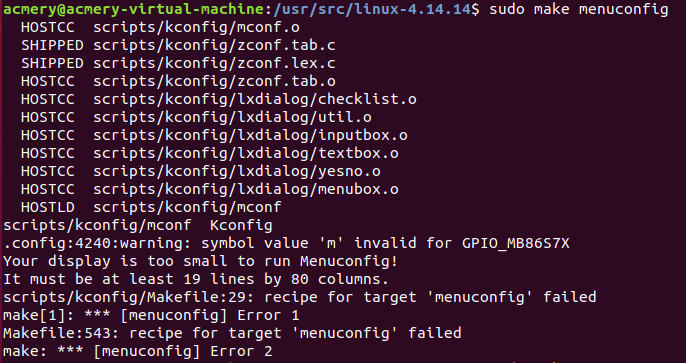 acmery@acmery-virtual-machine:/usr/src/linux-4.14.14$ sudo make menuconfig
HOSTCC scripts/kconfig/mconf.o
SHIPPED scripts/kconfig/zconf.tab.c
SHIPPED scripts/kconfig/zconf.lex.c
HOSTCC scripts/kconfig/zconf.tab.o
HOSTCC scripts/kconfig/lxdialog/checklist.o
HOSTCC scripts/kconfig/lxdialog/util.o
HOSTCC scripts/kconfig/lxdialog/inputbox.o
HOSTCC scripts/kconfig/lxdialog/textbox.o
HOSTCC scripts/kconfig/lxdialog/yesno.o
HOSTCC scripts/kconfig/lxdialog/menubox.o
HOSTLD scripts/kconfig/mconf
scripts/kconfig/mconf Kconfig
.config:4240:warning: symbol value 'm' invalid for GPIO_MB86S7X
Your display is too small to run Menuconfig!
It must be at least 19 lines by 80 columns.
scripts/kconfig/Makefile:29: recipe for target 'menuconfig' failed
make[1]: *** [menuconfig] Error 1
Makefile:543: recipe for target 'menuconfig' failed
make: *** [menuconfig] Error 2